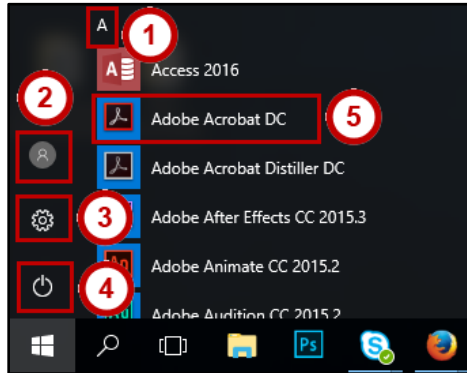 A
1
Access 2016
2
Adobe Acrobat DC
5
Adobe Acrobat Distiller DC
3
Adobe After Effects CC 2015.3
4
Adobe Animate CC 2015.2
Adobe Audition CC 2015.2
Ps